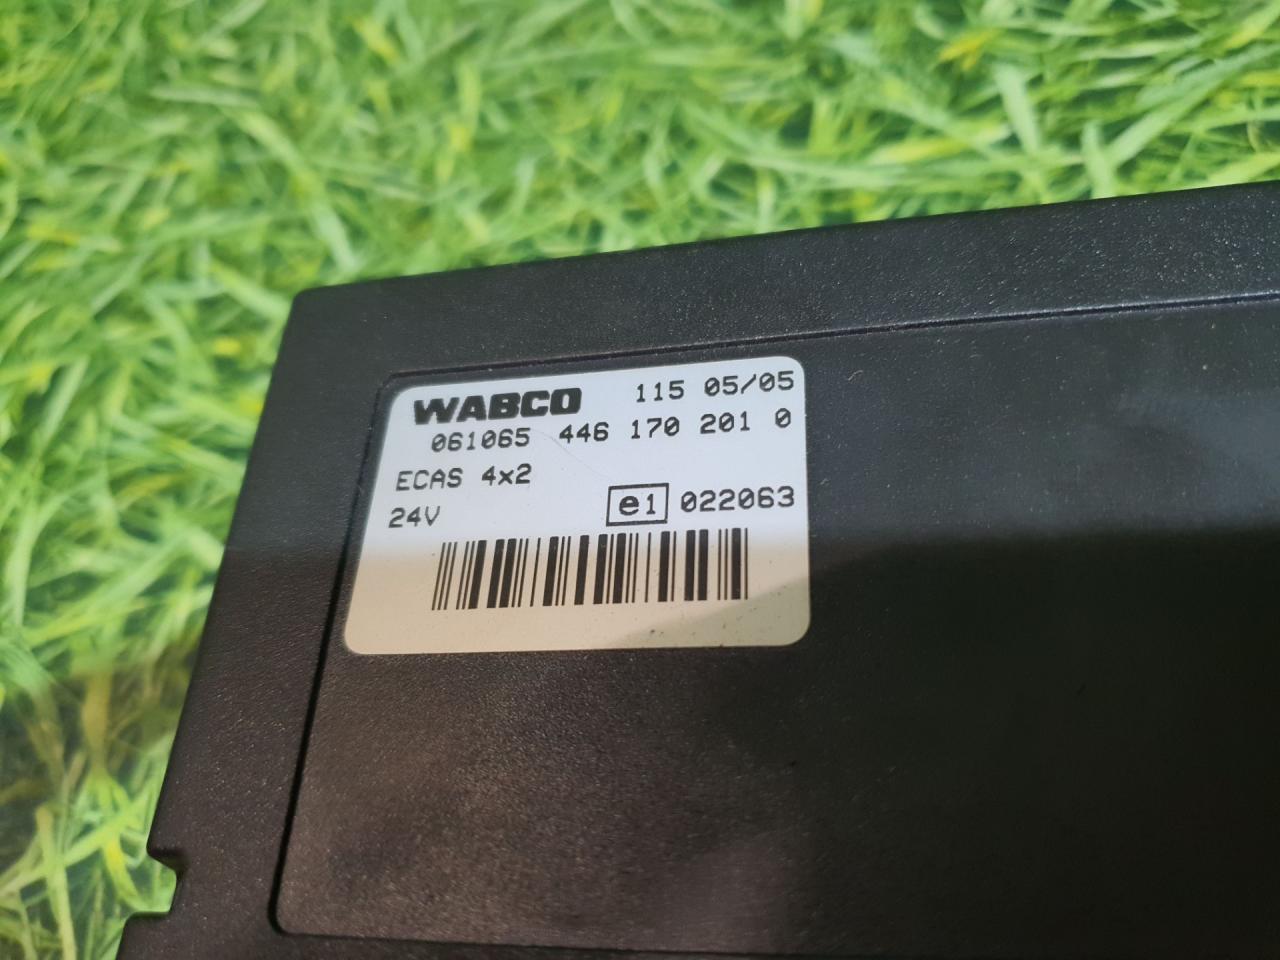 WABCO 115 05/05
061065 446 170 201 0
ECAS 4x2
24V e1 022063